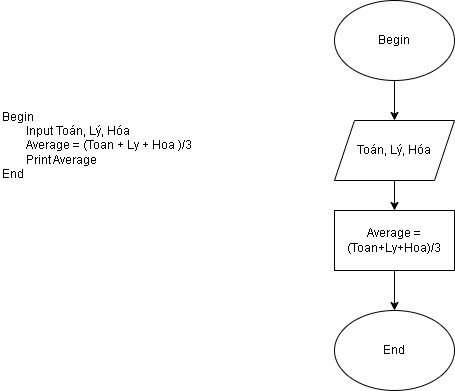 Begin
Input Toán, Lý, Hóa
Average = (Toan + Ly + Hoa )/3
Print Average
End
Begin
Toán, Lý, Hóa
Average =
(Toan+Ly+Hoa)/3
End